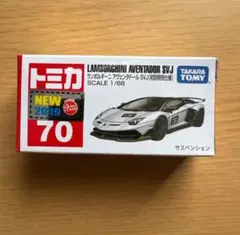 トミカ
NEW
2019
70
LAMBORGHINI AVENTADOR SVJ
ランボルギーニ アヴェンタドール SVJ(初回特別仕様)
SCALE 1/68
TAKARA
TOMY
63
サスペンション